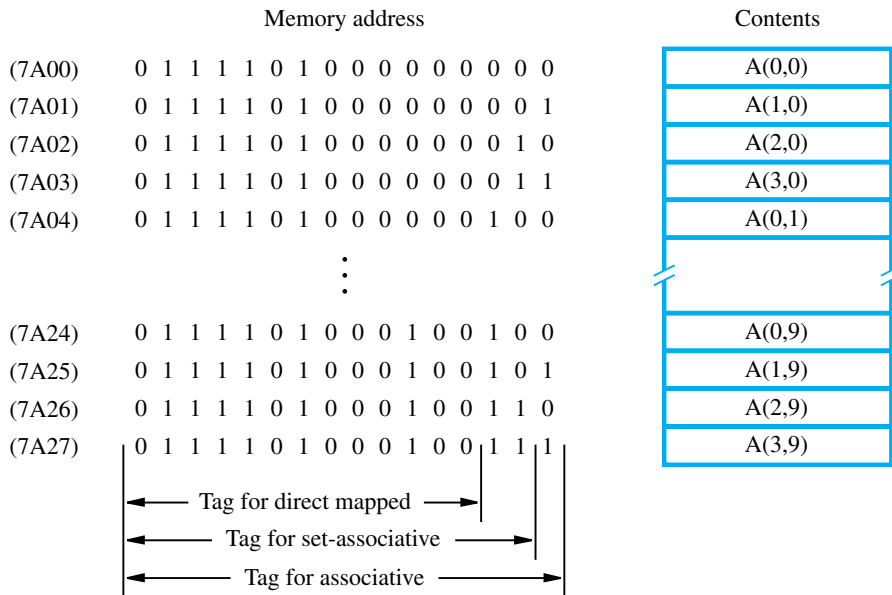 Memory address Contents
(7A00) 0 1 1 1 1 0 1 0 0 0 0 0 0 0 0 0 A(0,0)
(7A01) 0 1 1 1 1 0 1 0 0 0 0 0 0 0 0 1 A(1,0)
(7A02) 0 1 1 1 1 0 1 0 0 0 0 0 0 0 1 0 A(2,0)
(7A03) 0 1 1 1 1 0 1 0 0 0 0 0 0 0 1 1 A(3,0)
(7A04) 0 1 1 1 1 0 1 0 0 0 0 0 0 1 0 0 A(0,1)
(7A24) 0 1 1 1 1 0 1 0 0 0 1 0 0 1 0 0 A(0,9)
(7A25) 0 1 1 1 1 0 1 0 0 0 1 0 0 1 0 1 A(1,9)
(7A26) 0 1 1 1 1 0 1 0 0 0 1 0 0 1 1 0 A(2,9)
(7A27) 0 1 1 1 1 0 1 0 0 0 1 0 0 1 1 1 A(3,9)
Tag for direct mapped
Tag for set-associative
Tag for associative